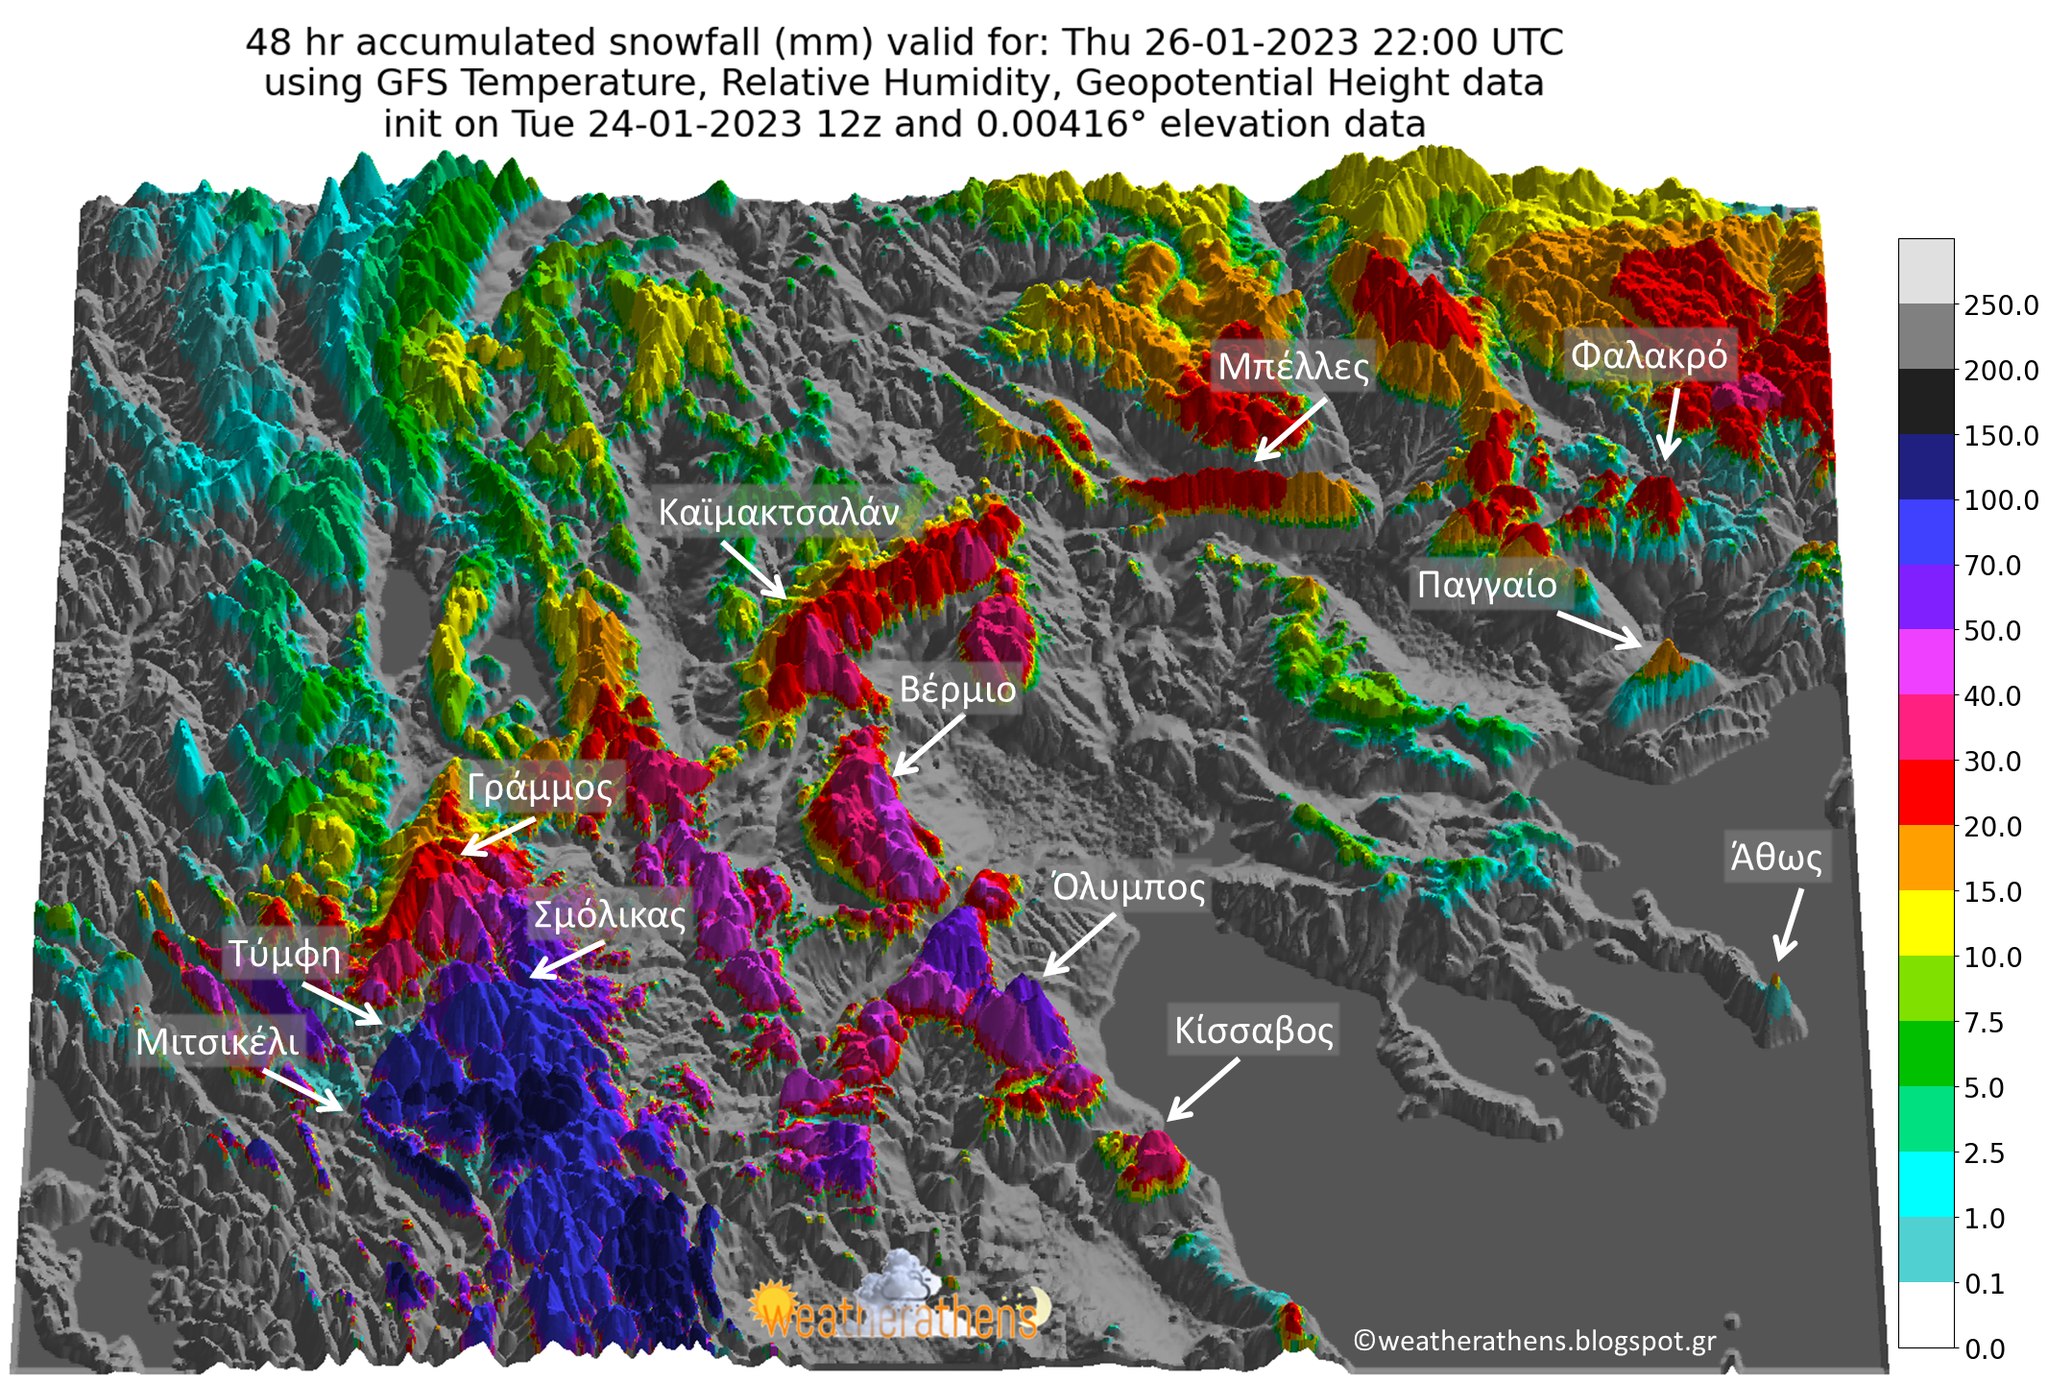 48 hr accumulated snowfall (mm) valid for: Thu 26-01-2023 22:00 UTC
using GFS Temperature, Relative Humidity, Geopotential Height data
init on Tue 24-01-2023 12z and 0.00416° elevation data
Μπέλλες
Φαλακρό
Καϊμακτσαλάν
Παγγαίο
Βέρμιο
Γράμμος
Άθως
Όλυμπος
Σμόλικας
Τύμφη
Μιτσικέλι
Κίσσαβος
weatherathens
©weatherathens.blogspot.gr
250.0
200.0
150.0
100.0
70.0
50.0
40.0
30.0
20.0
15.0
10.0
7.5
5.0
2.5
1.0
0.1
0.0